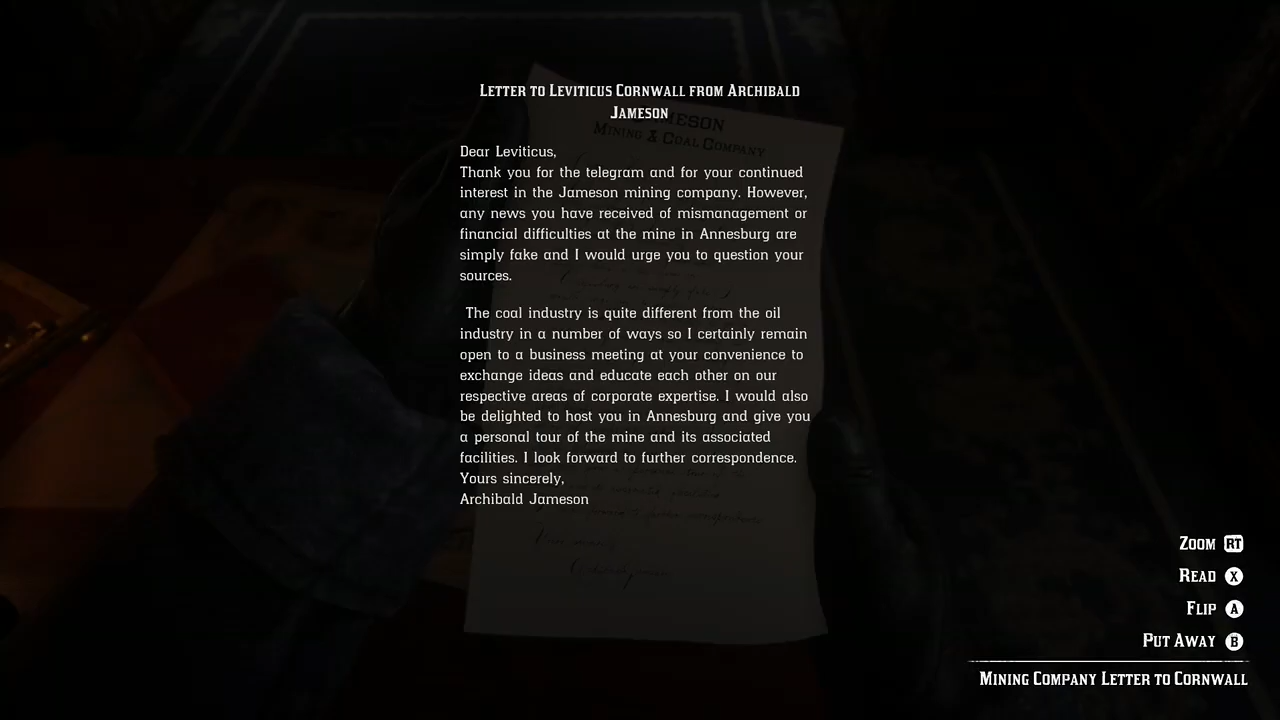 Letter to Leviticus Cornwall from Archibald
Jameson
Mining & Coal Company
Dear Leviticus,
Thank you for the telegram and for your continued
interest in the Jameson mining company. However,
any news you have received of mismanagement or
financial difficulties at the mine in Annesburg are
simply fake and I would urge you to question your
sources.
The coal industry is quite different from the oil
industry in a number of ways so I certainly remain
open to a business meeting at your convenience to
exchange ideas and educate each other on our
respective areas of corporate expertise. I would also
be delighted to host you in Annesburg and give you
a personal tour of the mine and its associated
facilities. I look forward to further correspondence.
Yours sincerely,
Archibald Jameson
Zoom RT
Read X
Flip A
Put Away B
Mining Company Letter to Cornwall